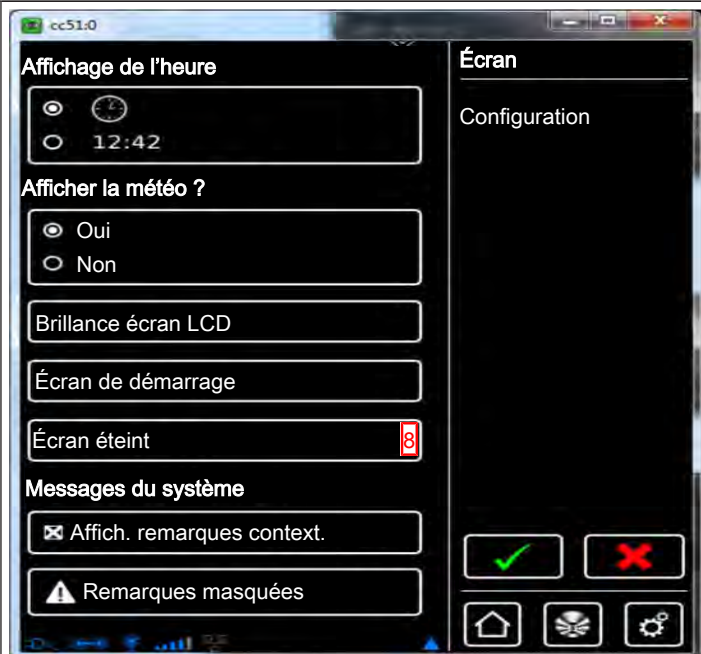 cc51:0
Affichage de l'heure
12:42
Afficher la météo ?
Oui
Non
Brillance écran LCD
Écran de démarrage
Écran éteint 8
Messages du système
Affich. remarques context.
Remarques masquées
Écran
Configuration